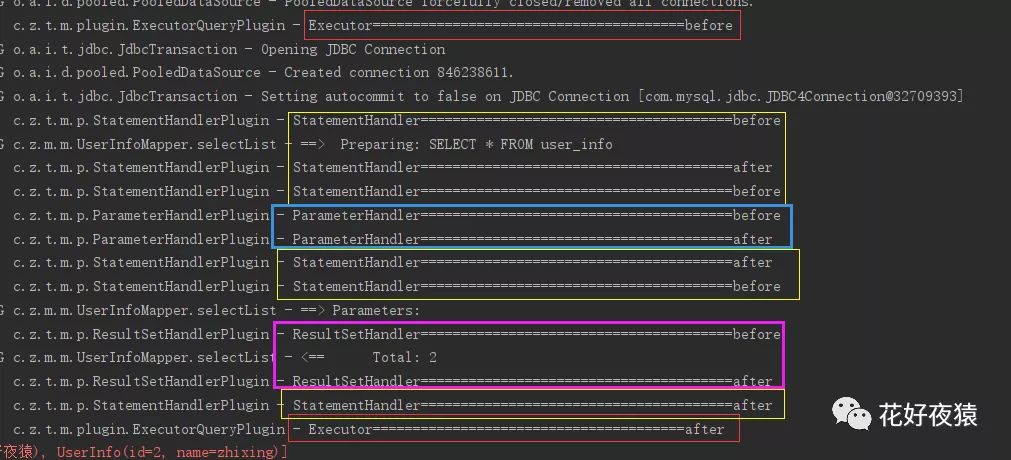 o.a.i.d.pooled.PooledDataSource - PooledDataSource forcefully closed/removed all connections.
c.z.t.m.plugin.ExecutorQueryPlugin - Executor=======================================before
G o.a.i.t.jdbc.JdbcTransaction - Opening JDBC Connection
G o.a.i.d.pooled.PooledDataSource - Created connection 846238611.
G o.a.i.t.jdbc.JdbcTransaction - Setting autocommit to false on JDBC Connection [com.mysql.jdbc.JDBC4Connection@32709393]
c.z.t.m.p.StatementHandlerPlugin - StatementHandler=======================================before
G c.z.m.m.UserInfoMapper.selectList - ==>  Preparing: SELECT * FROM user_info
c.z.t.m.p.StatementHandlerPlugin - StatementHandler=======================================after
c.z.t.m.p.StatementHandlerPlugin - StatementHandler=======================================before
c.z.t.m.p.ParameterHandlerPlugin - ParameterHandler=======================================before
c.z.t.m.p.ParameterHandlerPlugin - ParameterHandler=======================================after
c.z.t.m.p.StatementHandlerPlugin - StatementHandler=======================================after
c.z.t.m.p.StatementHandlerPlugin - StatementHandler=======================================before
G c.z.m.m.UserInfoMapper.selectList - ==> Parameters:
c.z.t.m.p.ResultSetHandlerPlugin - ResultSetHandler=======================================before
G c.z.m.m.UserInfoMapper.selectList - <==      Total: 2
c.z.t.m.p.ResultSetHandlerPlugin - ResultSetHandler=======================================after
c.z.t.m.p.StatementHandlerPlugin - StatementHandler=======================================after
c.z.t.m.plugin.ExecutorQueryPlugin - Executor=======================================after
夜猿), UserInfo(id=2, name=zhixing)]
花好夜猿